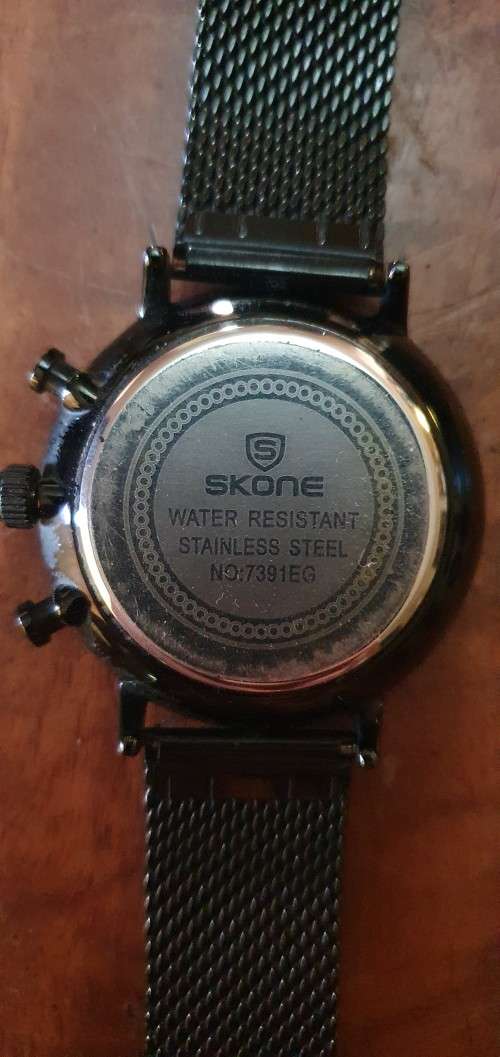 S
SKONE
WATER RESISTANT
STAINLESS STEEL
NO:7391EG